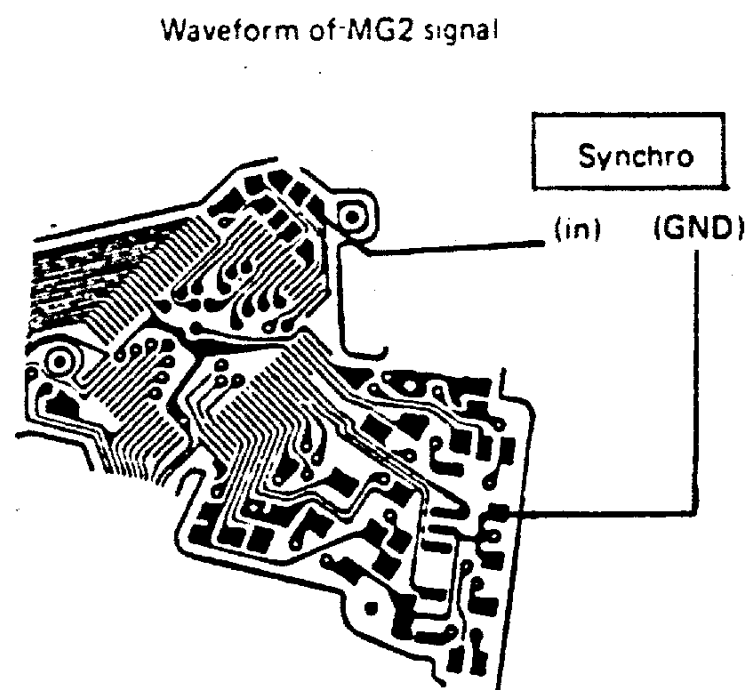 Waveform of MG2 signal
Synchro
(in) (GND)